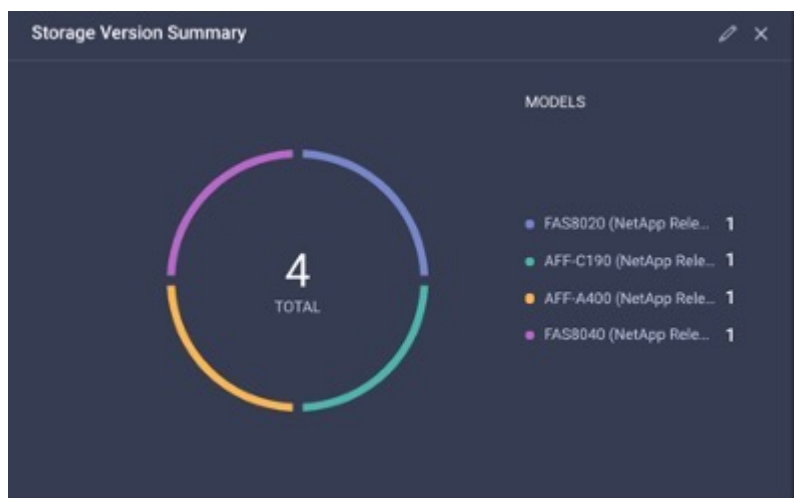 Storage Version Summary
MODELS
FAS8020 (NetApp Rele... 1
AFF-C190 (NetApp Rele... 1
AFF-A400 (NetApp Rele... 1
FAS8040 (NetApp Rele... 1
4
TOTAL